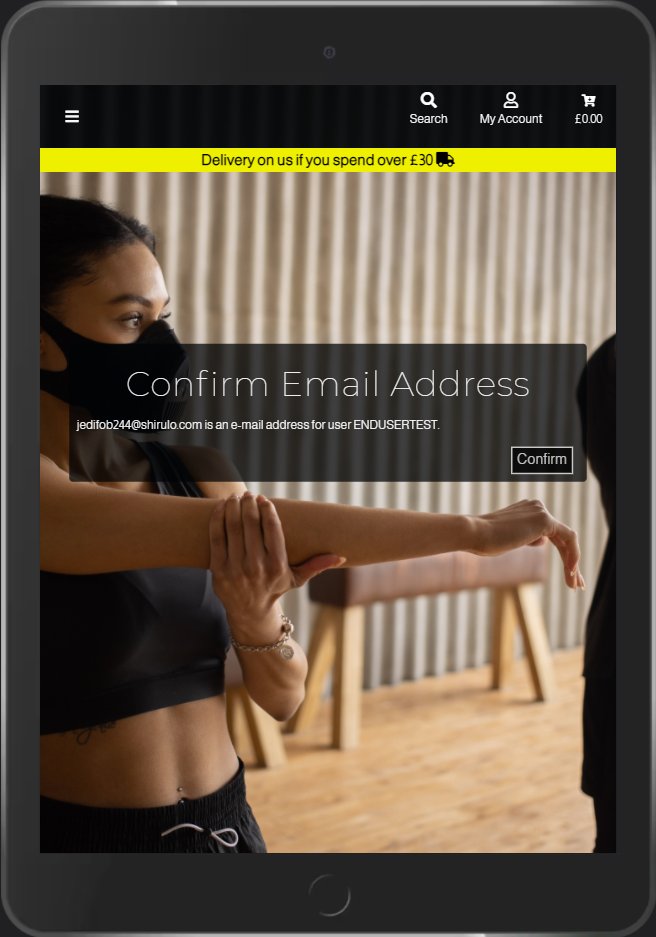 Search My Account £0.00
Delivery on us if you spend over £30
Confirm Email Address
jedifob244@shirulo.com is an e-mail address for user ENDUSERTEST.
Confirm